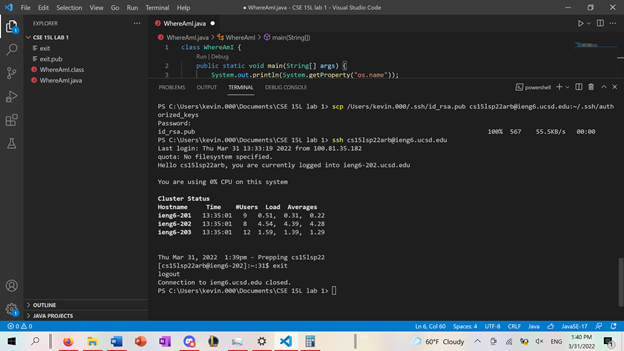 File Edit Selection View Go Run Terminal Help
● WhereAmI.java - CSE 15L lab 1 - Visual Studio Code
EXPLORER
CSE 15L LAB 1
exit
exit.pub
WhereAmI.class
WhereAmI.java
OUTLINE
JAVA PROJECTS
WhereAmI.java ●
WhereAmI.java > WhereAmI > main(String[])
1 class WhereAmI {
Run | Debug
2 public static void main(String[] args) {
3 System.out.println(System.getProperty("os.name"));
PROBLEMS OUTPUT TERMINAL DEBUG CONSOLE
powershell
PS C:\Users\kevin.000\Documents\CSE 15L lab 1> scp /Users/kevin.000/.ssh/id_rsa.pub cs15lsp22arb@ieng6.ucsd.edu:~/.ssh/auth
orized_keys
Password:
id_rsa.pub 100% 567 55.5KB/s 00:00
PS C:\Users\kevin.000\Documents\CSE 15L lab 1> ssh cs15lsp22arb@ieng6.ucsd.edu
Last login: Thu Mar 31 13:33:19 2022 from 100.81.35.182
quota: No filesystem specified.
Hello cs15lsp22arb, you are currently logged into ieng6-202.ucsd.edu
You are using 0% CPU on this system
Cluster Status
Hostname Time #Users Load Averages
ieng6-201 13:35:01 9 0.51, 0.31, 0.22
ieng6-202 13:35:01 8 4.54, 4.39, 4.28
ieng6-203 13:35:01 12 1.59, 1.39, 1.29
Thu Mar 31, 2022 1:39pm - Prepping cs15lsp22
[cs15lsp22arb@ieng6-202]:~:31$ exit
logout
Connection to ieng6.ucsd.edu closed.
PS C:\Users\kevin.000\Documents\CSE 15L lab 1>
0 0 Ln 6, Col 60 Spaces: 4 UTF-8 CRLF Java JavaSE-17
60°F Cloudy ENG 1:40 PM
3/31/2022